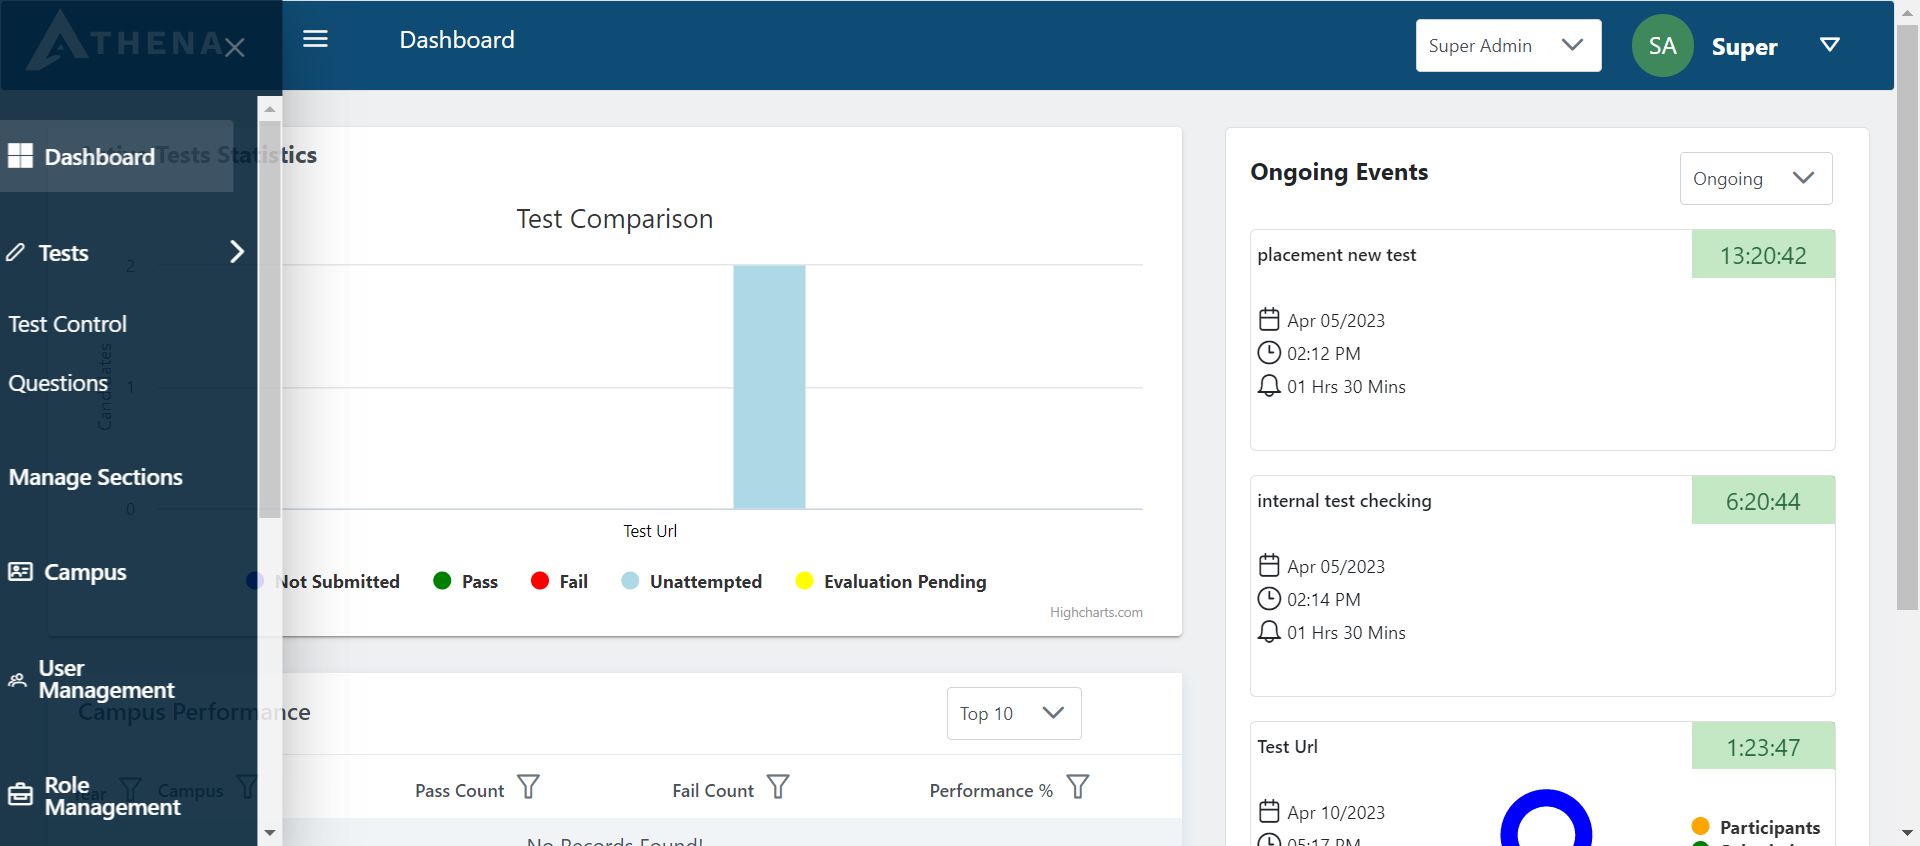 ATHENA
Dashboard
Super Admin
SA
Super
Dashboard
Tests
Test Control
Questions
Manage Sections
Campus
User
Management
Role
Management
Tests Statistics
Test Comparison
2
1
0
Candidates
Test Url
Not Submitted
Pass
Fail
Unattempted
Evaluation Pending
Highcharts.com
Campus Performance
Top 10
Year
Campus
Pass Count
Fail Count
Performance %
No Records Found!
Ongoing Events
Ongoing
placement new test
13:20:42
Apr 05/2023
02:12 PM
01 Hrs 30 Mins
internal test checking
6:20:44
Apr 05/2023
02:14 PM
01 Hrs 30 Mins
Test Url
1:23:47
Apr 10/2023
05:17 PM
Participants